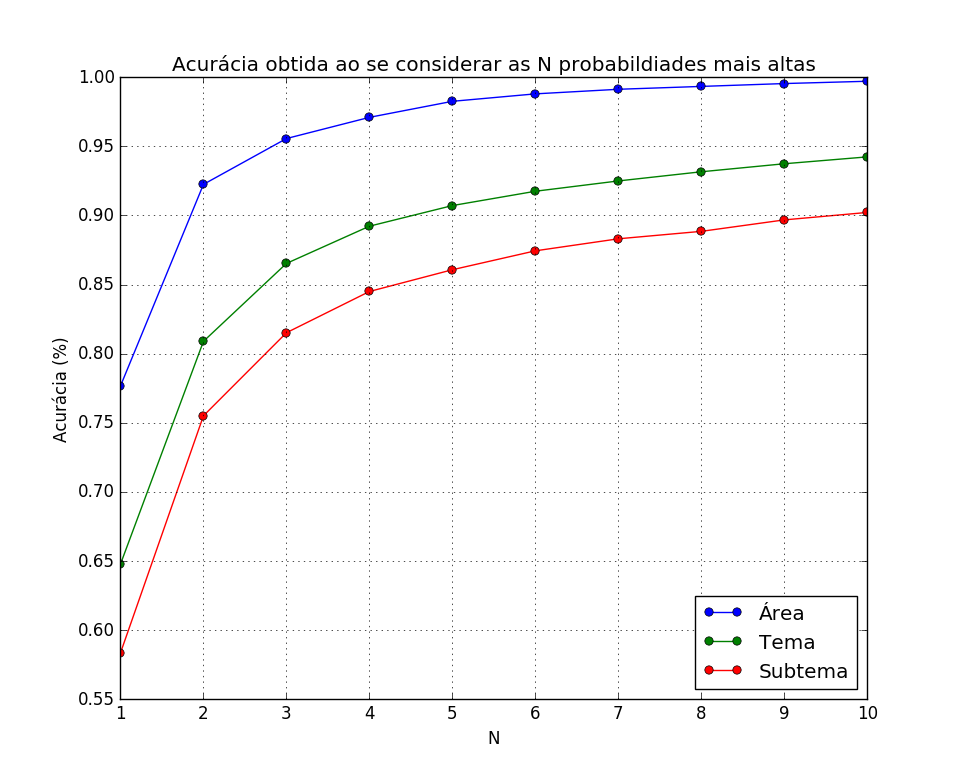 Acurácia obtida ao se considerar as N probabildiades mais altas
1.00
0.95
0.90
0.85
0.80
0.75
0.70
0.65
0.60
0.55
Acurácia (%)
1 2 3 4 5 6 7 8 9 10
N
Área
Tema
Subtema